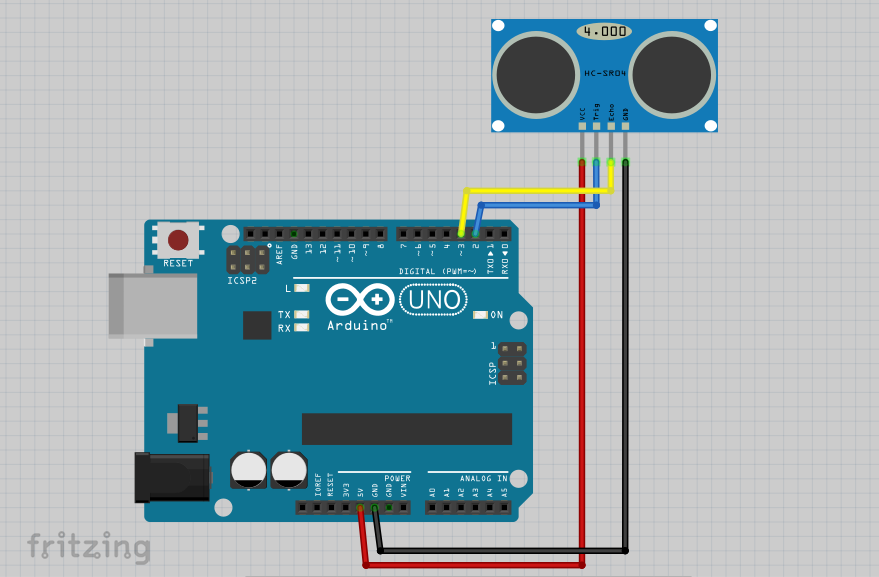 4.000
HC-SR04
VCC
Trig
Echo
GND
RESET
ICSP2
AREF
GND
13
12
~11
~10
~9
8
7
~6
~5
4
~3
2
TX0▶1
RX0◀0
DIGITAL (PWM=~)
L
TX
RX
UNO
Arduino™
ON
1
ICSP
POWER
ANALOG IN
IOREF
RESET
3V3
5V
GND
GND
VIN
A0
A1
A2
A3
A4
A5
fritzing